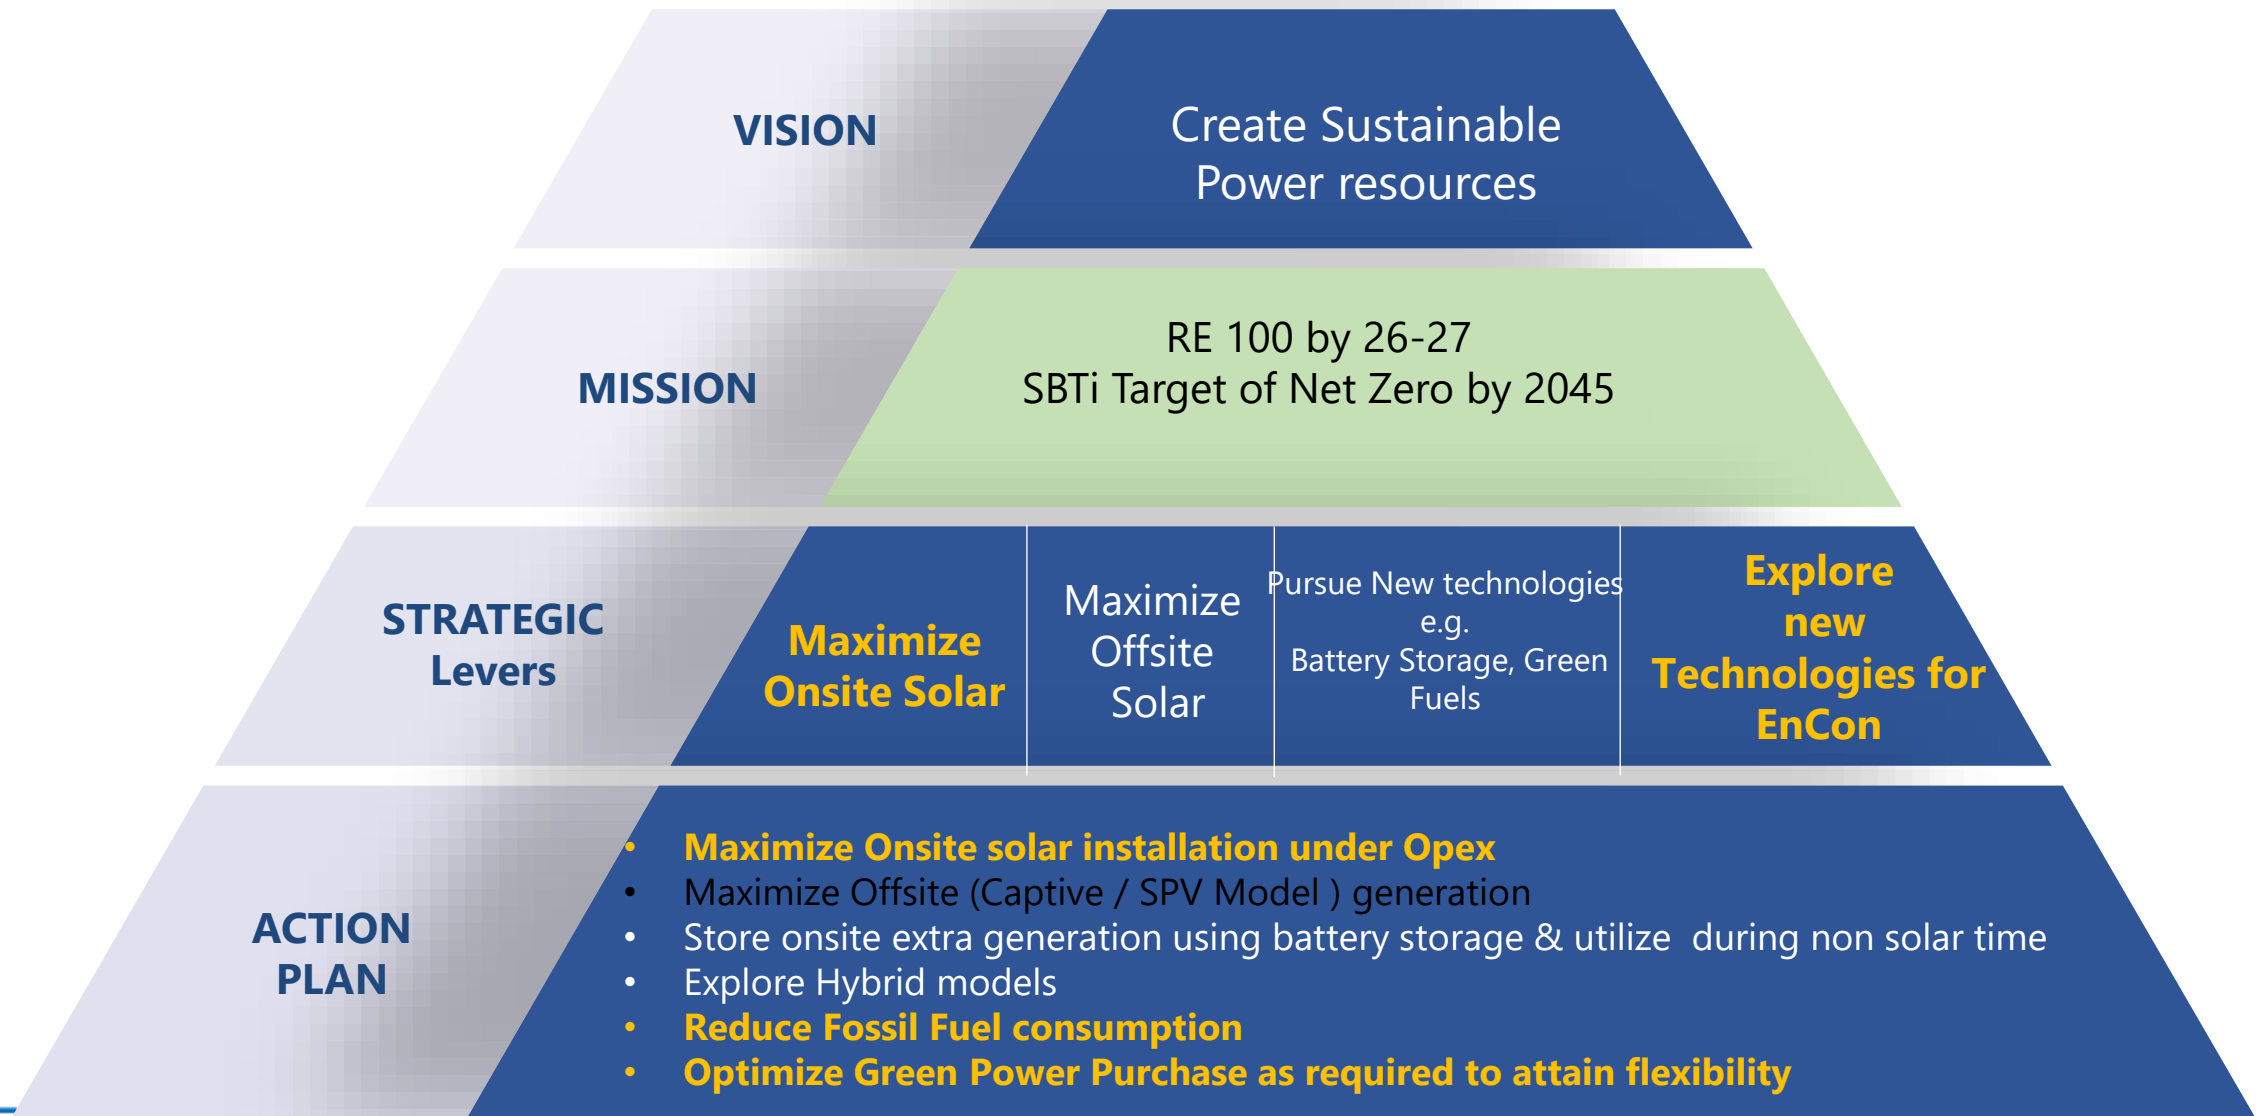 VISION
Create Sustainable
Power resources
MISSION
RE 100 by 26-27
SBTi Target of Net Zero by 2045
STRATEGIC
Levers
Maximize
Onsite Solar
Maximize
Offsite
Solar
Pursue New technologies
e.g.
Battery Storage, Green
Fuels
Explore
new
Technologies for
EnCon
ACTION
PLAN
• Maximize Onsite solar installation under Opex
• Maximize Offsite (Captive / SPV Model ) generation
• Store onsite extra generation using battery storage & utilize  during non solar time
• Explore Hybrid models
• Reduce Fossil Fuel consumption
• Optimize Green Power Purchase as required to attain flexibility